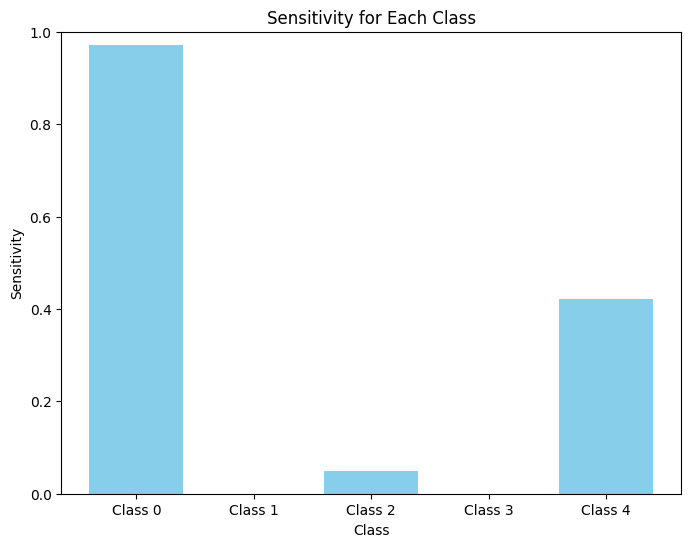 Sensitivity for Each Class
1.0
0.8
0.6
0.4
0.2
0.0
Sensitivity
Class 0
Class 1
Class 2
Class 3
Class 4
Class